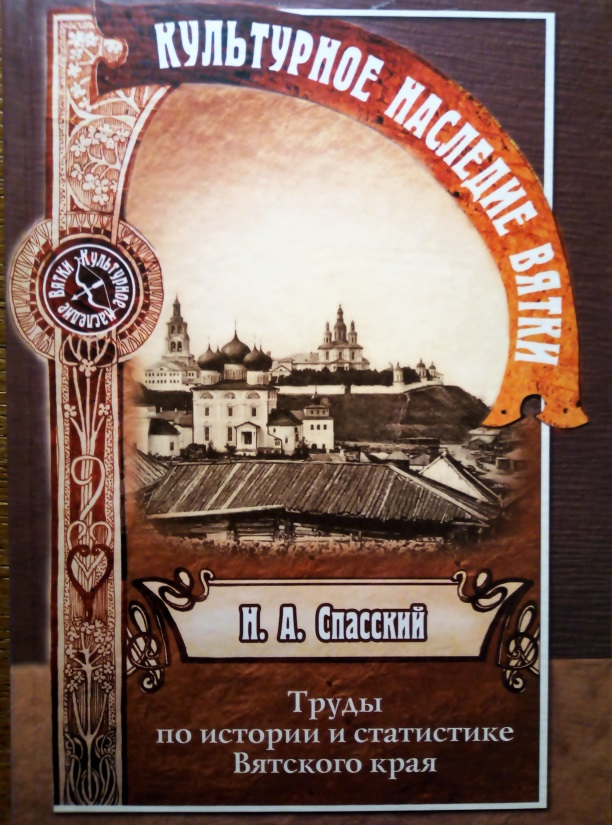 КУЛЬТУРНОЕ НАСЛЕДИЕ ВЯТКИ
Культурное наследие Вятки
Н. А. Спасский
Труды
по истории и статистике
Вятского края